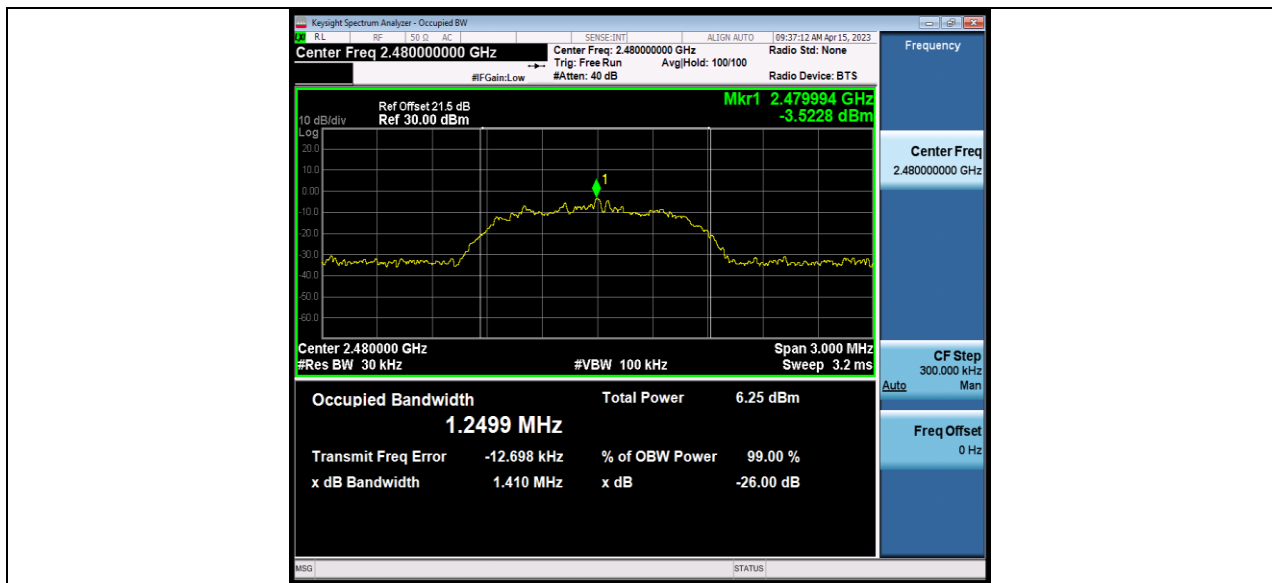 Keysight Spectrum Analyzer - Occupied BW
RL RF 50 Ω AC SENSE:INT ALIGN AUTO 09:37:12 AM Apr 15, 2023
Center Freq 2.480000000 GHz
Center Freq: 2.480000000 GHz Radio Std: None
Trig: Free Run Avg|Hold: 100/100
#IFGain:Low #Atten: 40 dB Radio Device: BTS
Frequency
Mkr1 2.479994 GHz
-3.5228 dBm
Ref Offset 21.5 dB
10 dB/div Ref 30.00 dBm
Log
20.0
10.0
0.00
-10.0
-20.0
-30.0
-40.0
-50.0
-60.0
1
Center 2.480000 GHz Span 3.000 MHz
#Res BW 30 kHz #VBW 100 kHz Sweep 3.2 ms
Occupied Bandwidth Total Power 6.25 dBm
1.2499 MHz
Transmit Freq Error -12.698 kHz % of OBW Power 99.00 %
x dB Bandwidth 1.410 MHz x dB -26.00 dB
Center Freq
2.480000000 GHz
CF Step
300.000 kHz
Auto Man
Freq Offset
0 Hz
MSG STATUS